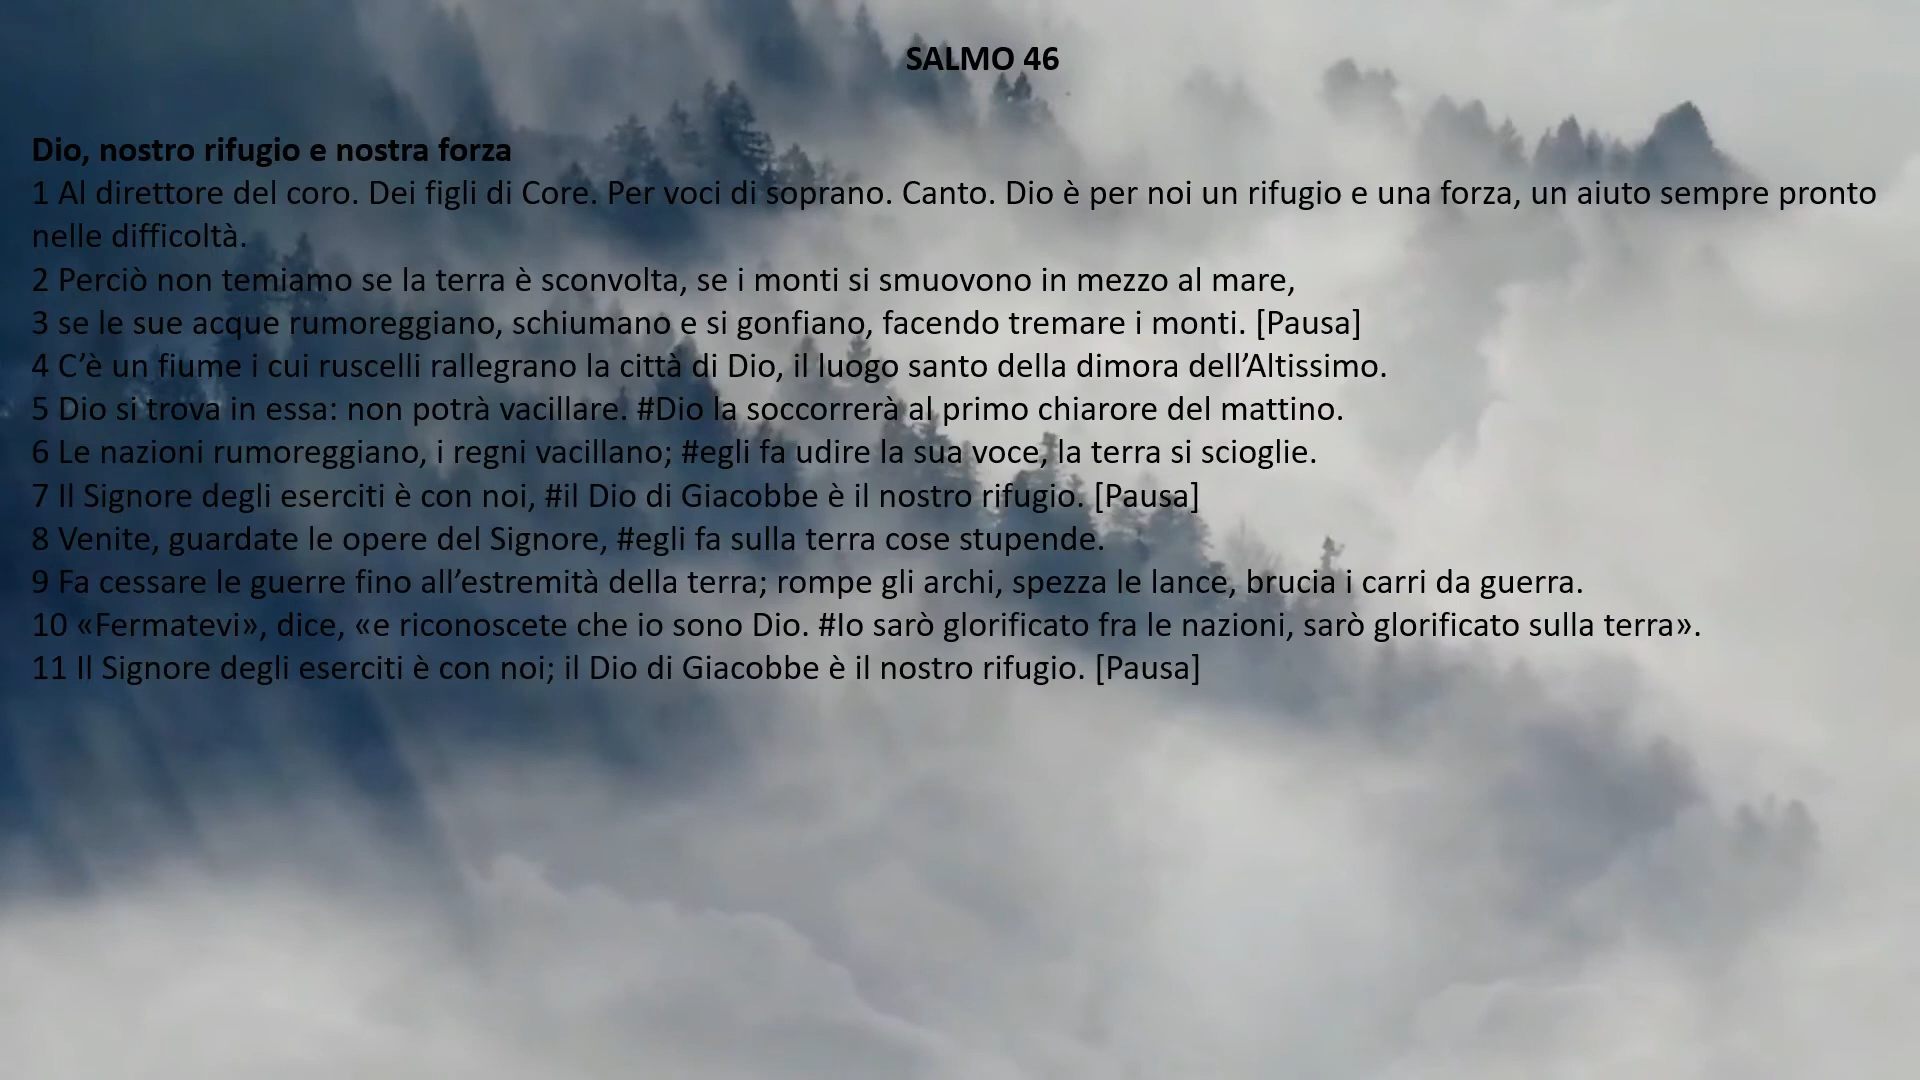 SALMO 46
Dio, nostro rifugio e nostra forza
1 Al direttore del coro. Dei figli di Core. Per voci di soprano. Canto. Dio è per noi un rifugio e una forza, un aiuto sempre pronto
nelle difficoltà.
2 Perciò non temiamo se la terra è sconvolta, se i monti si smuovono in mezzo al mare,
3 se le sue acque rumoreggiano, schiumano e si gonfiano, facendo tremare i monti. [Pausa]
4 C’è un fiume i cui ruscelli rallegrano la città di Dio, il luogo santo della dimora dell’Altissimo.
5 Dio si trova in essa: non potrà vacillare. #Dio la soccorrerà al primo chiarore del mattino.
6 Le nazioni rumoreggiano, i regni vacillano; #egli fa udire la sua voce, la terra si scioglie.
7 Il Signore degli eserciti è con noi, #il Dio di Giacobbe è il nostro rifugio. [Pausa]
8 Venite, guardate le opere del Signore, #egli fa sulla terra cose stupende.
9 Fa cessare le guerre fino all’estremità della terra; rompe gli archi, spezza le lance, brucia i carri da guerra.
10 «Fermatevi», dice, «e riconoscete che io sono Dio. #Io sarò glorificato fra le nazioni, sarò glorificato sulla terra».
11 Il Signore degli eserciti è con noi; il Dio di Giacobbe è il nostro rifugio. [Pausa]